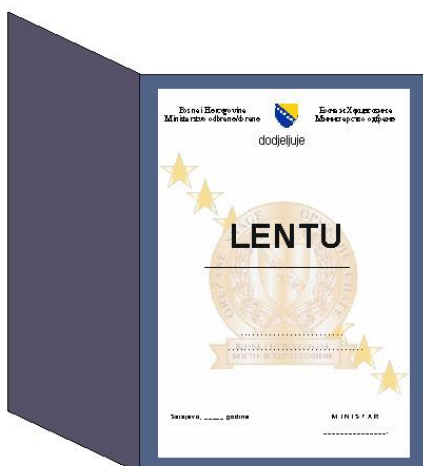 Bosna i Hercegovina
Ministarstvo odbrane/obrane
Босна и Херцеговина
Министарство одбране
dodjeljuje
LENTU
Sarajevo, _____ godine
MINISTAR